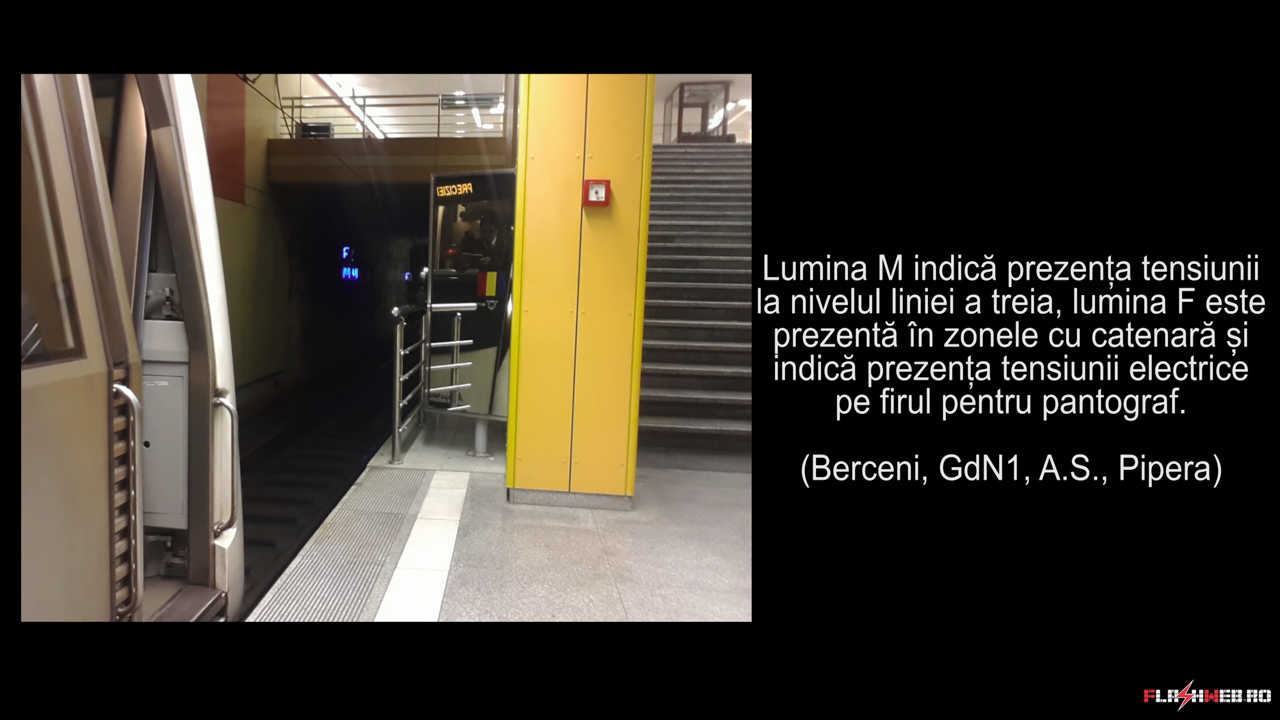 PRECIZIEI
F
M
F
Lumina M indică prezența tensiunii
la nivelul liniei a treia, lumina F este
prezentă în zonele cu catenară și
indică prezența tensiunii electrice
pe firul pentru pantograf.
(Berceni, GdN1, A.S., Pipera)
FLASHWEB.RO